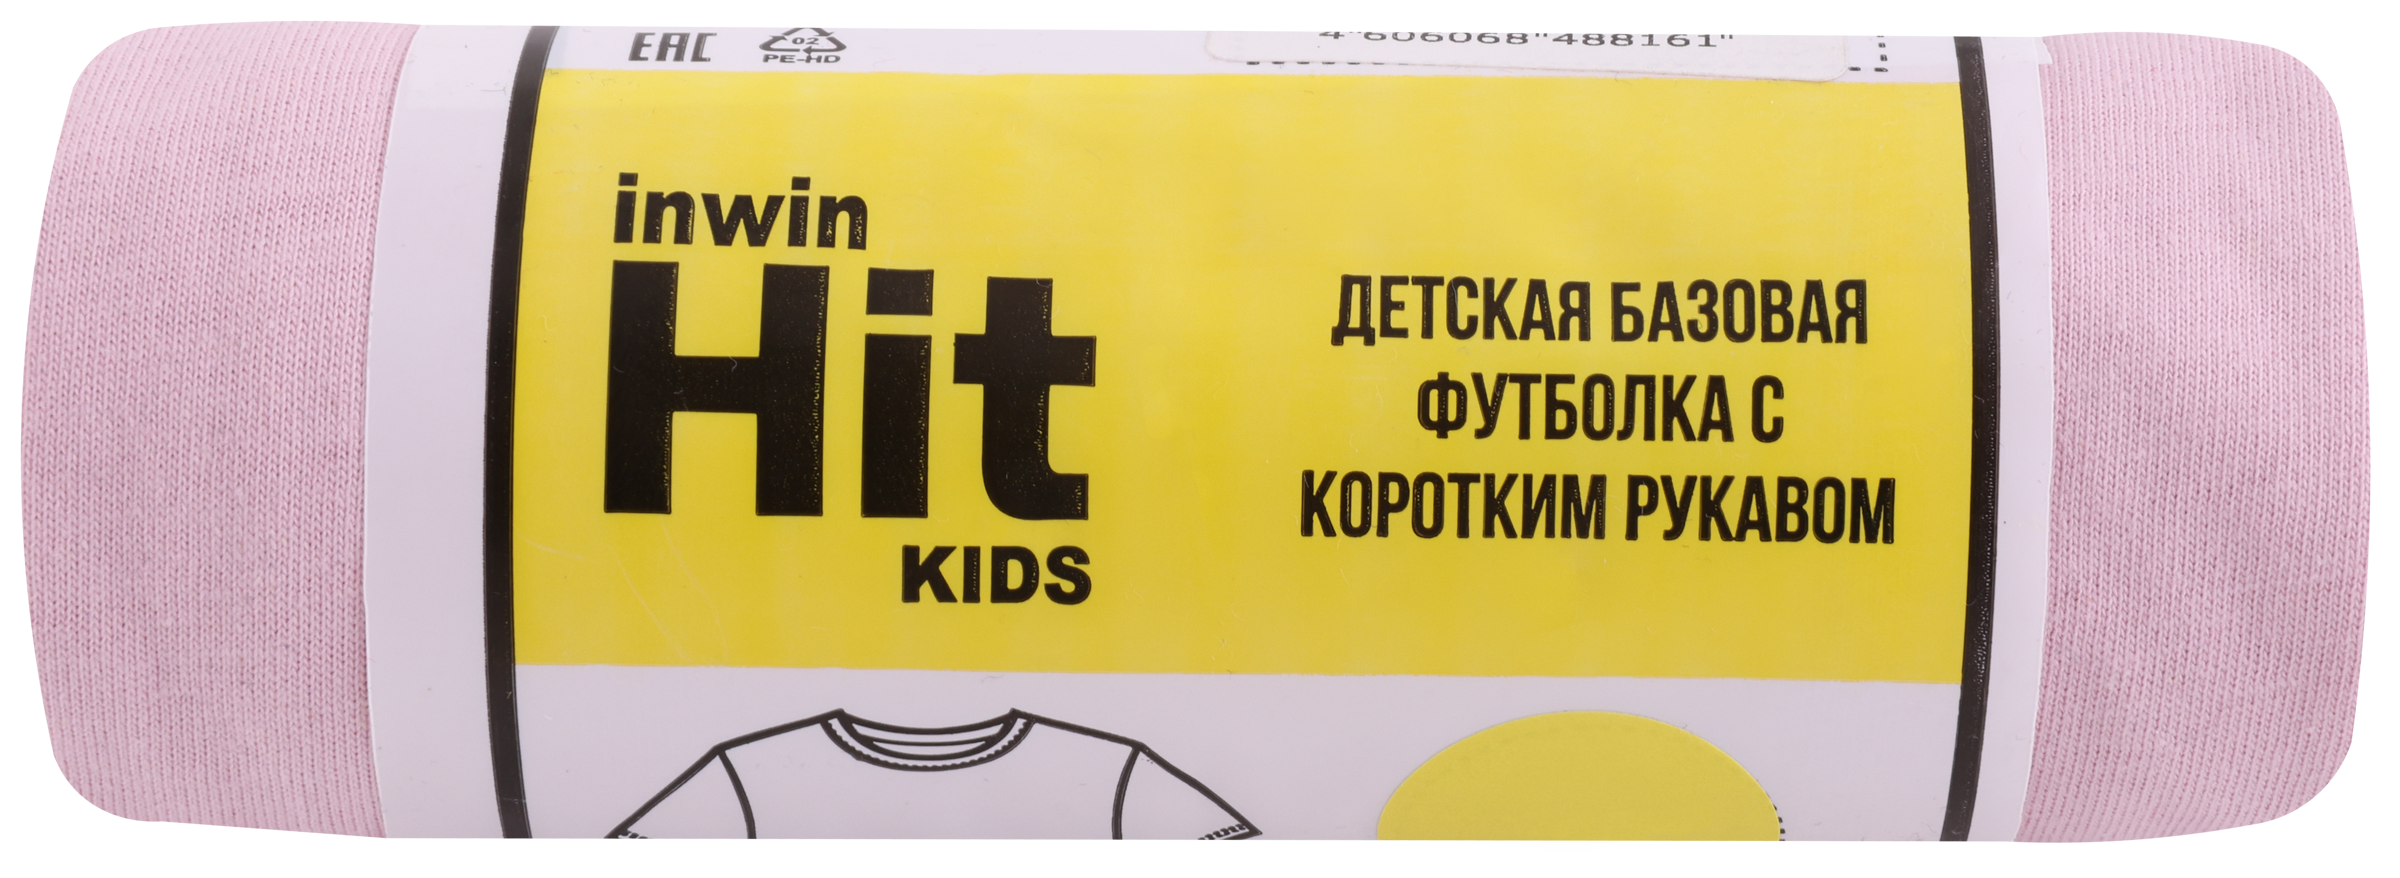 EAC
02
PE-HD
4"606068"488161"
inwin
Hit
KIDS
ДЕТСКАЯ БАЗОВАЯ
ФУТБОЛКА С
КОРОТКИМ РУКАВОМ